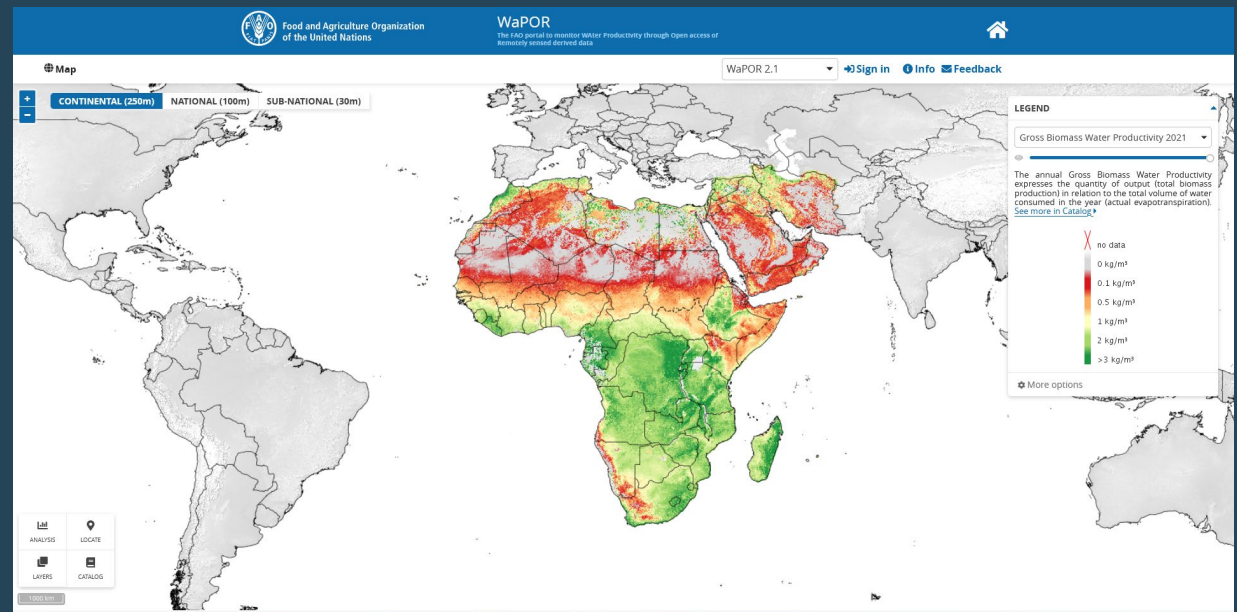 FAO
Food and Agriculture Organization
of the United Nations
WaPOR
The FAO portal to monitor WAter Productivity through Open access of
Remotely sensed derived data
Map
WaPOR 2.1
Sign in
Info
Feedback
+
−
CONTINENTAL (250m)
NATIONAL (100m)
SUB-NATIONAL (30m)
LEGEND
Gross Biomass Water Productivity 2021
The annual Gross Biomass Water Productivity
expresses the quantity of output (total biomass
production) in relation to the total volume of water
consumed in the year (actual evapotranspiration).
See more in Catalog
no data
0 kg/m³
0.1 kg/m³
0.5 kg/m³
1 kg/m³
2 kg/m³
>3 kg/m³
More options
ANALYSIS
LOCATE
LAYERS
CATALOG
1000 km